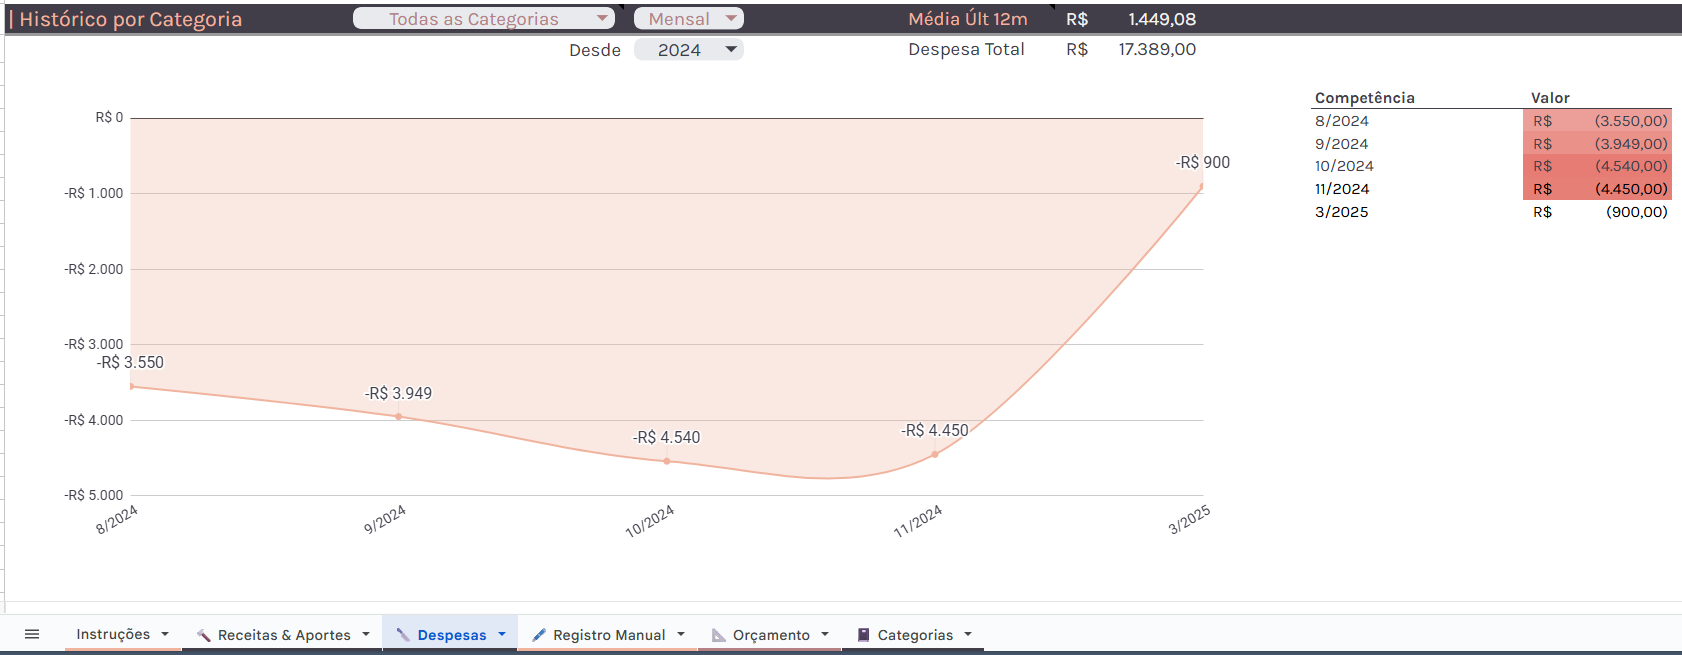 | Histórico por Categoria Todas as Categorias Mensal Média Últ 12m R$ 1.449,08
Desde 2024 Despesa Total R$ 17.389,00
R$ 0
-R$ 1.000
-R$ 2.000
-R$ 3.000
-R$ 4.000
-R$ 5.000
-R$ 3.550
-R$ 3.949
-R$ 4.540
-R$ 4.450
-R$ 900
8/2024 9/2024 10/2024 11/2024 3/2025
Competência Valor
8/2024 R$ (3.550,00)
9/2024 R$ (3.949,00)
10/2024 R$ (4.540,00)
11/2024 R$ (4.450,00)
3/2025 R$ (900,00)
Instruções Receitas & Aportes Despesas Registro Manual Orçamento Categorias